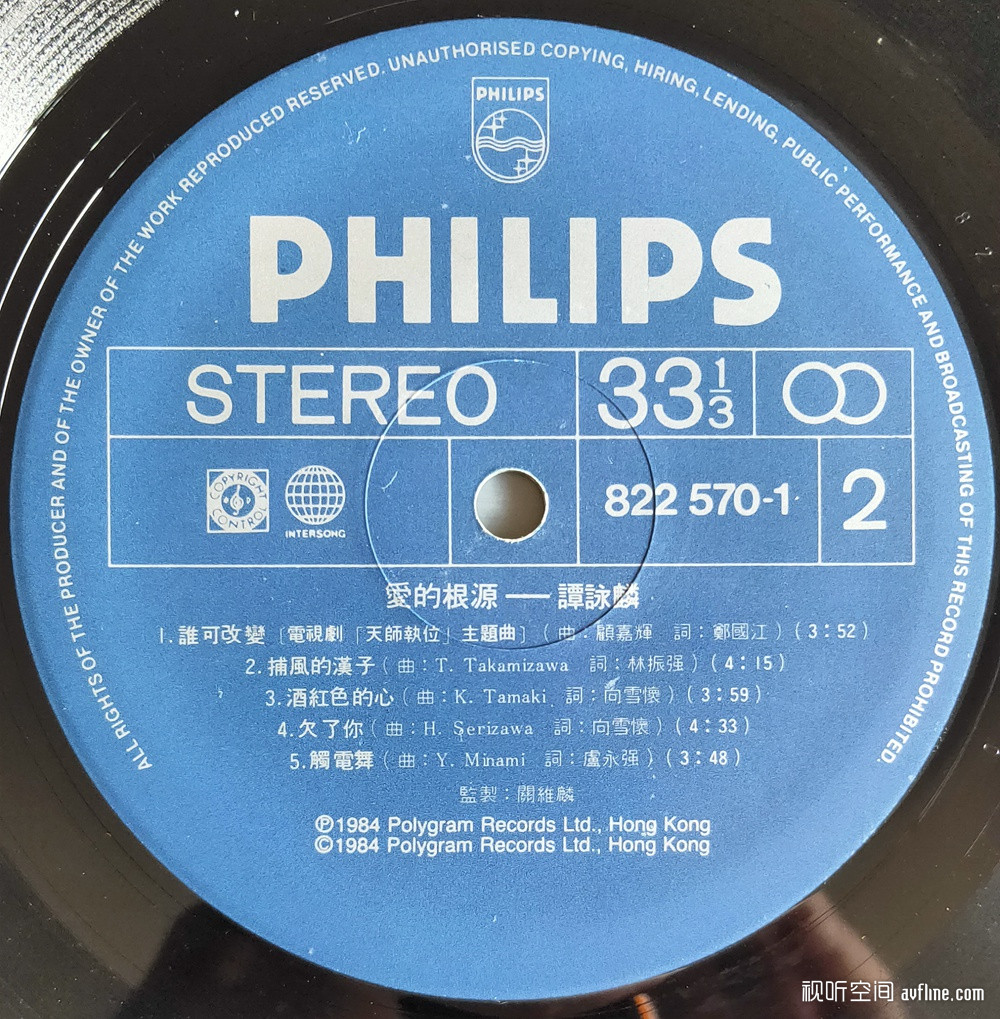 ALL RIGHTS OF THE PRODUCER AND OF THE OWNER OF THE WORK REPRODUCED RESERVED. UNAUTHORISED COPYING, HIRING, LENDING, PUBLIC PERFORMANCE AND BROADCASTING OF THIS RECORD PROHIBITED.
PHILIPS
PHILIPS
STEREO 33 1/3
COPYRIGHT CONTROL
INTERSONG
822 570-1 2
愛的根源 — 譚詠麟
1.誰可改變〔電視劇「天師執位」主題曲〕(曲:顧嘉輝 詞:鄭國江)(3:52)
2.捕風的漢子(曲:T. Takamizawa 詞:林振强)(4:15)
3.酒紅色的心(曲:K. Tamaki 詞:向雪懷)(3:59)
4.欠了你(曲:H. Serizawa 詞:向雪懷)(4:33)
5.觸電舞(曲:Y. Minami 詞:盧永强)(3:48)
監製:關維麟
Ⓟ1984 Polygram Records Ltd., Hong Kong
©1984 Polygram Records Ltd., Hong Kong
视听空间 avfline.com